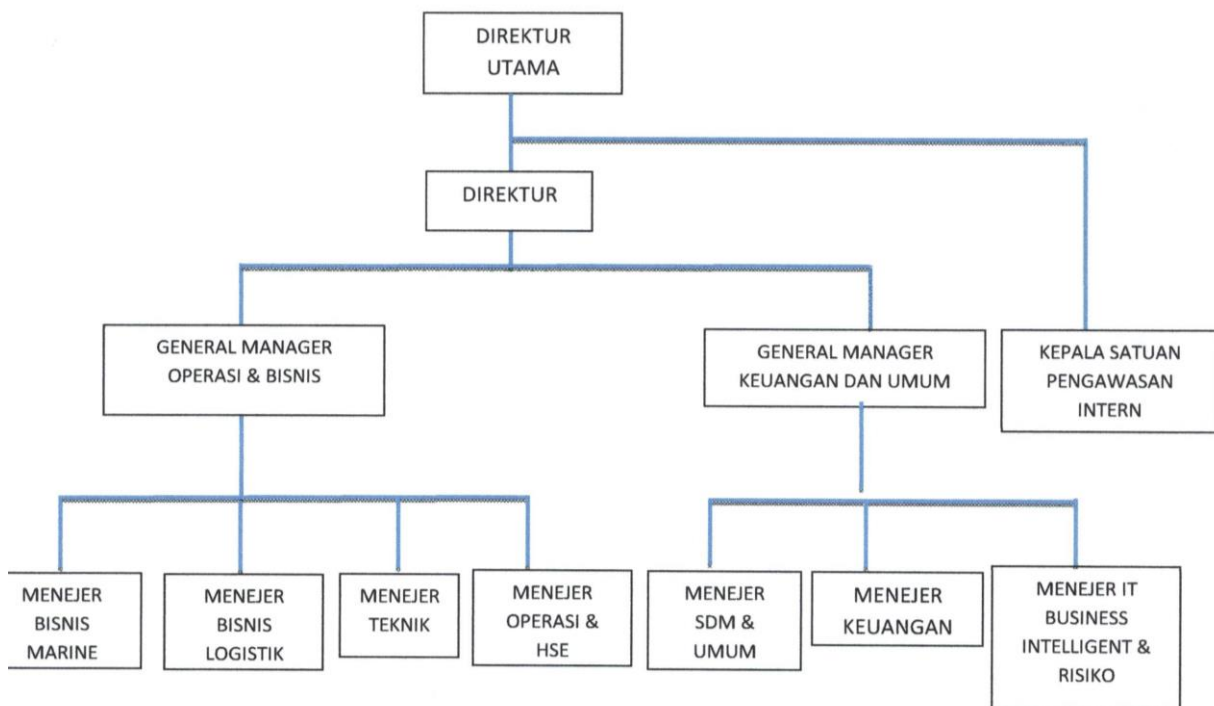 DIREKTUR
UTAMA
DIREKTUR
GENERAL MANAGER
OPERASI & BISNIS
GENERAL MANAGER
KEUANGAN DAN UMUM
KEPALA SATUAN
PENGAWASAN
INTERN
MENEJER
BISNIS
MARINE
MENEJER
BISNIS
LOGISTIK
MENEJER
TEKNIK
MENEJER
OPERASI &
HSE
MENEJER
SDM &
UMUM
MENEJER
KEUANGAN
MENEJER IT
BUSINESS
INTELLIGENT &
RISIKO